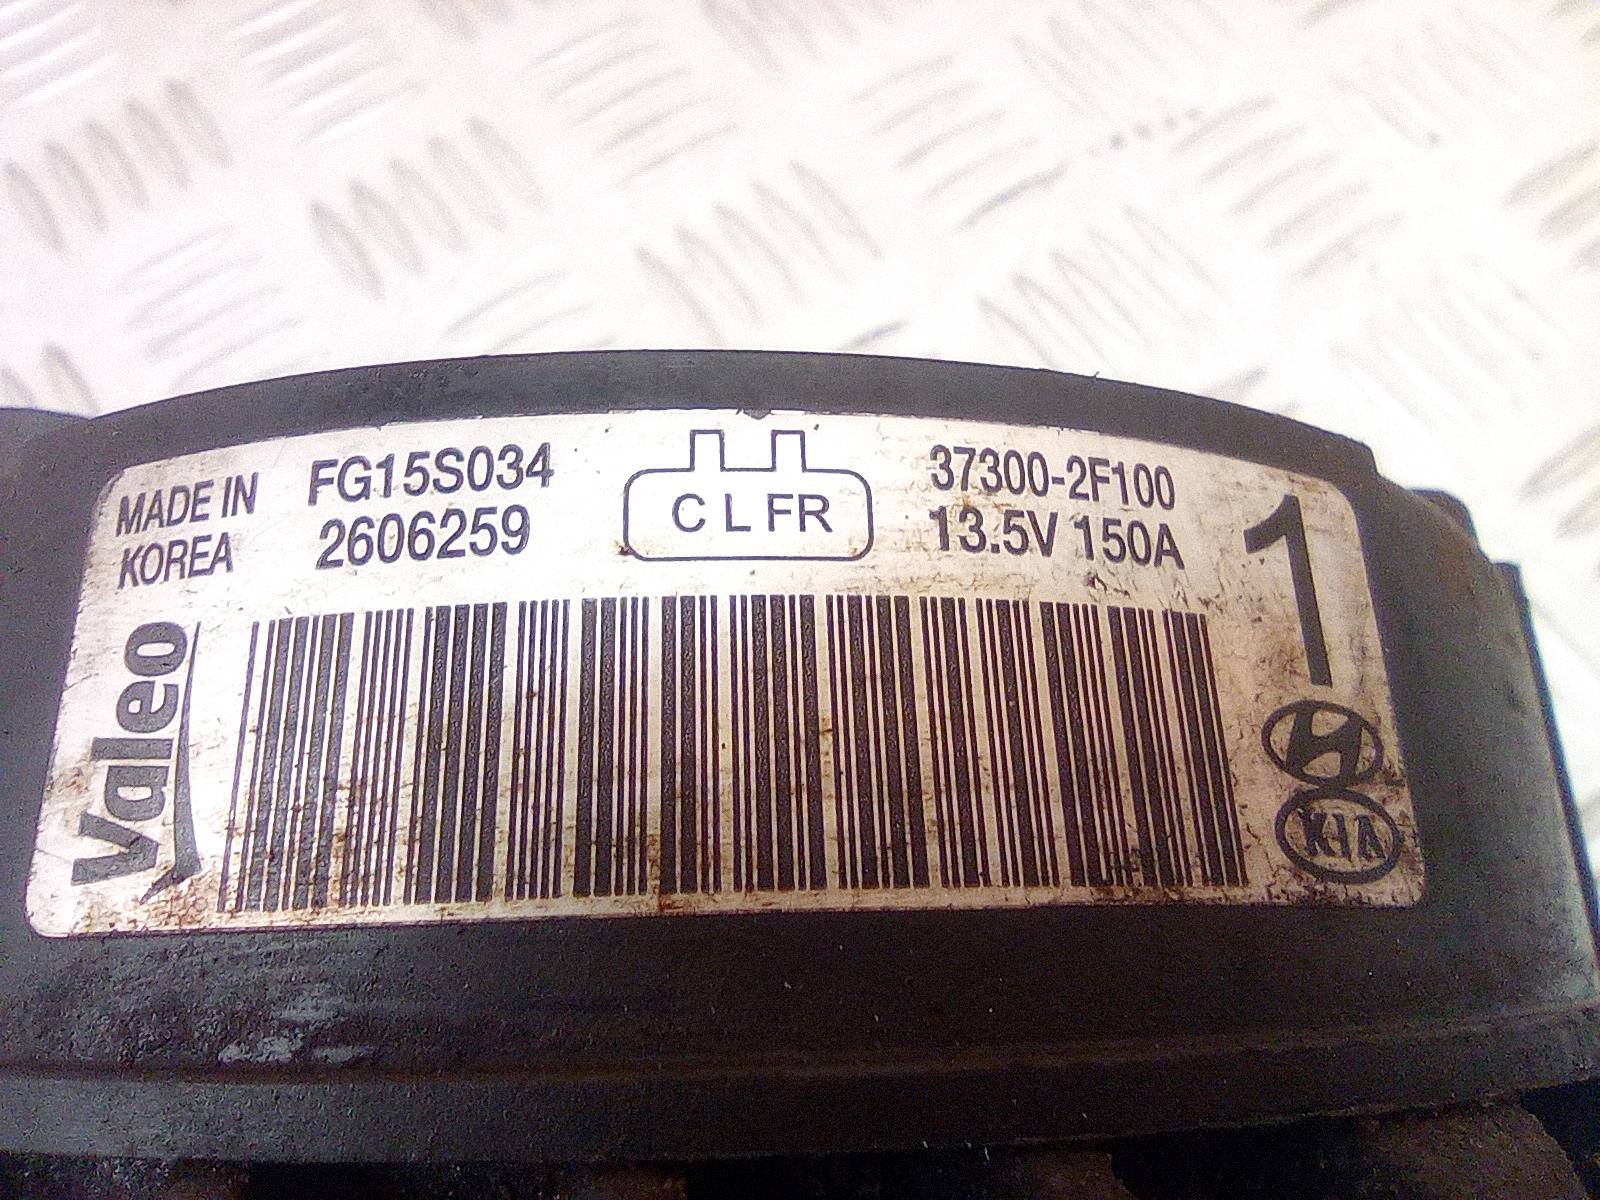 MADE IN
KOREA
FG15S034
2606259
C L FR
37300-2F100
13.5V 150A
1
Valeo
KIA